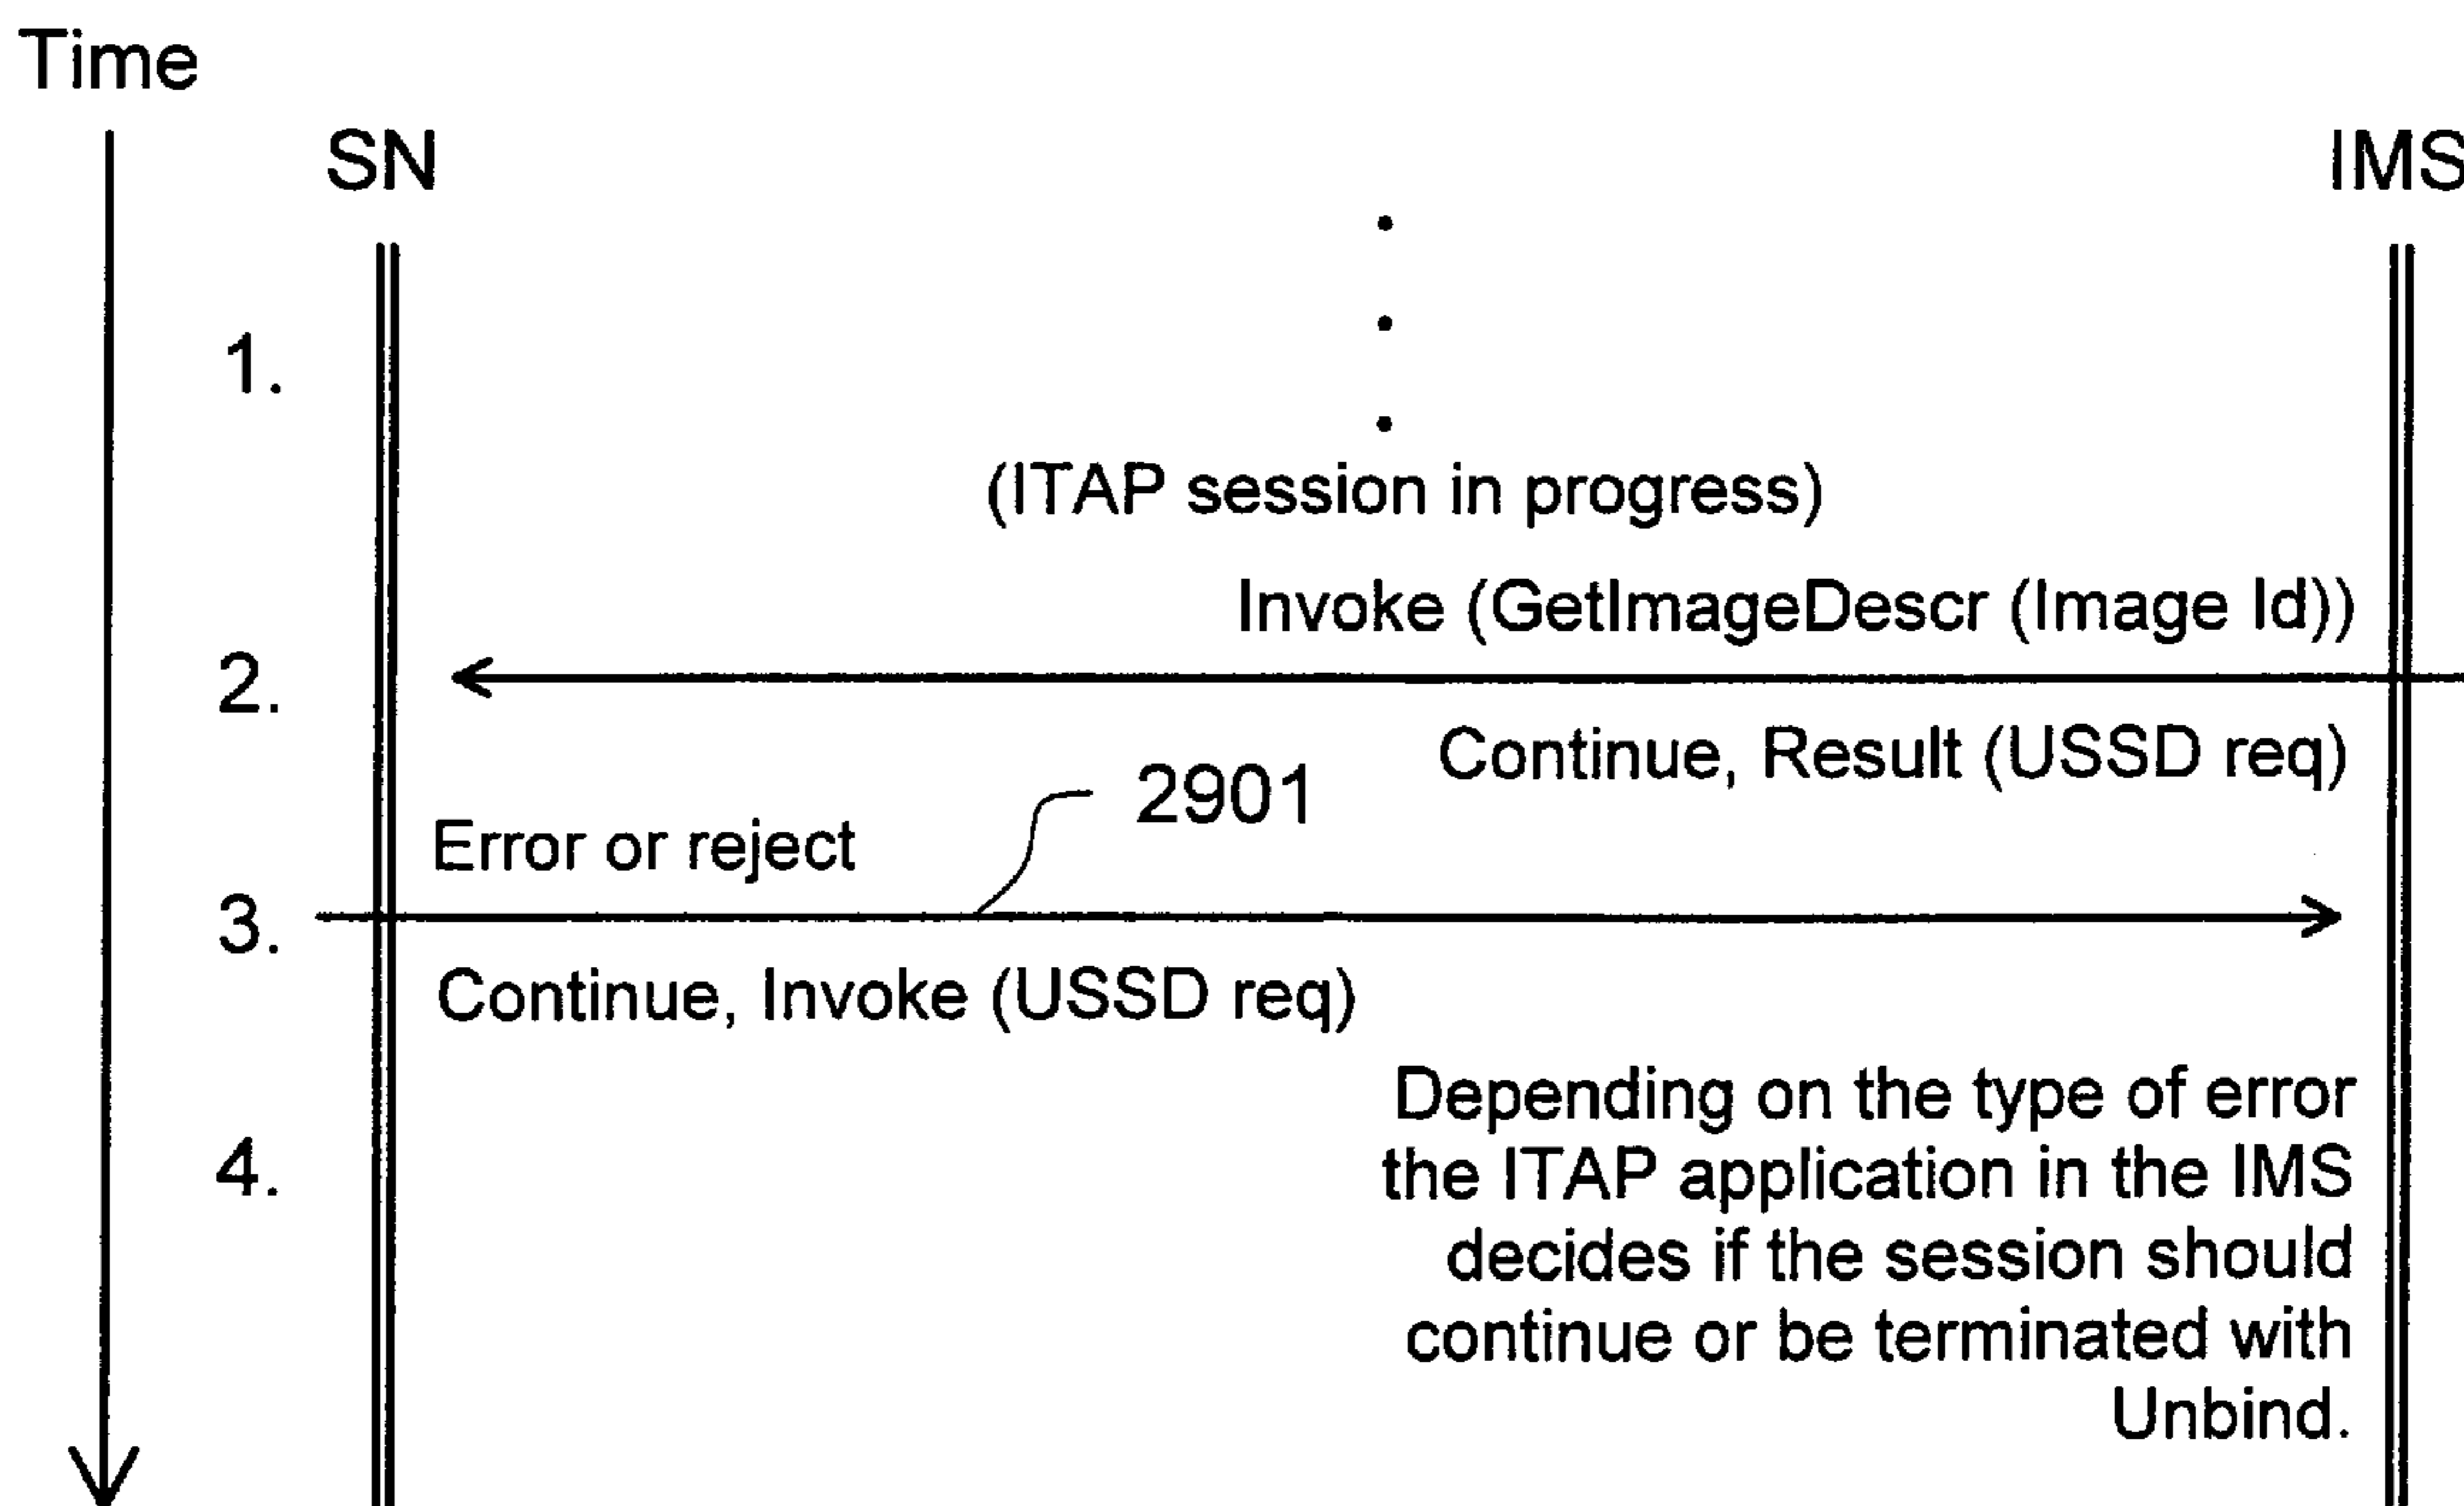 Time
SN
IMS
1.
(ITAP session in progress)
Invoke (GetImageDescr (Image Id))
2.
Continue, Result (USSD req)
2901
Error or reject
3.
Continue, Invoke (USSD req)
Depending on the type of error
4.
the ITAP application in the IMS
decides if the session should
continue or be terminated with
Unbind.